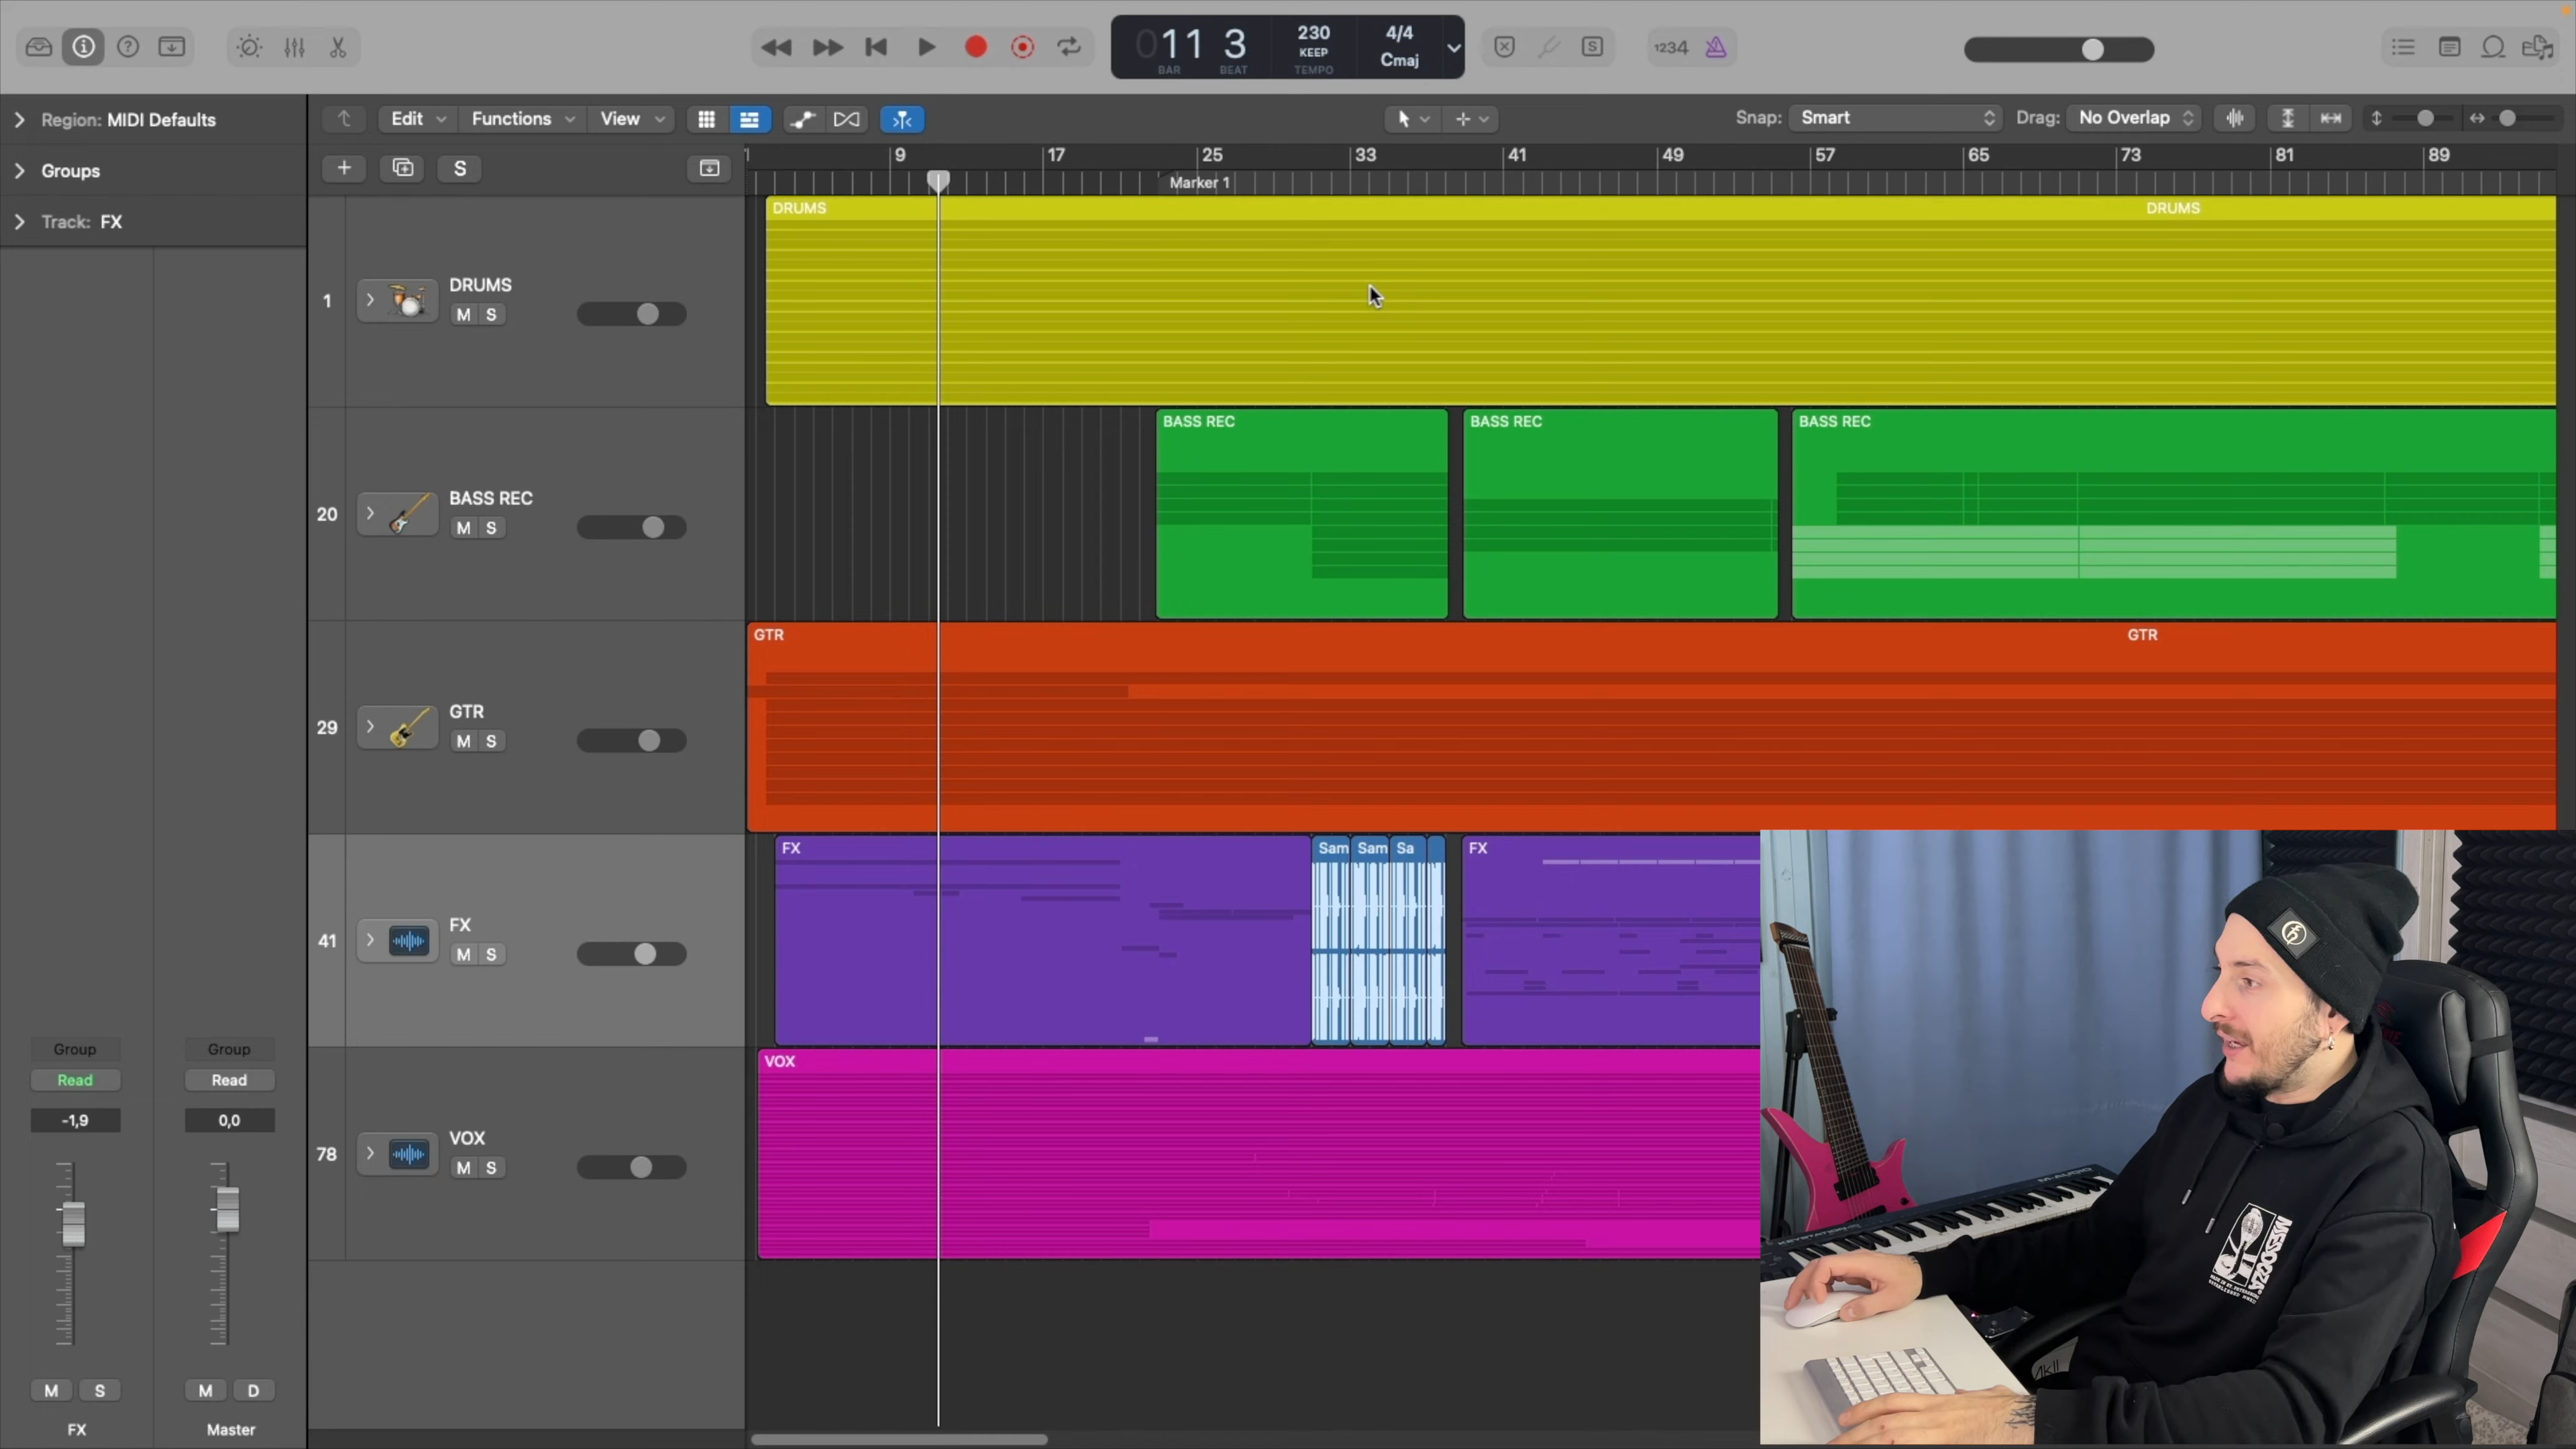 011 3
BAR BEAT
230
KEEP
TEMPO
4/4
Cmaj
S
1234
Region: MIDI Defaults
Groups
Track: FX
Edit Functions View
Snap: Smart
Drag: No Overlap
S
1 9 17 25 33 41 49 57 65 73 81 89
Marker 1
1
DRUMS
M S
DRUMS
DRUMS
20
BASS REC
M S
BASS REC
BASS REC
BASS REC
29
GTR
M S
GTR
GTR
41
FX
M S
FX
Sam
Sam
Sa
FX
78
VOX
M S
VOX
Group
Read
-1,9
M S
FX
Group
Read
0,0
M D
Master